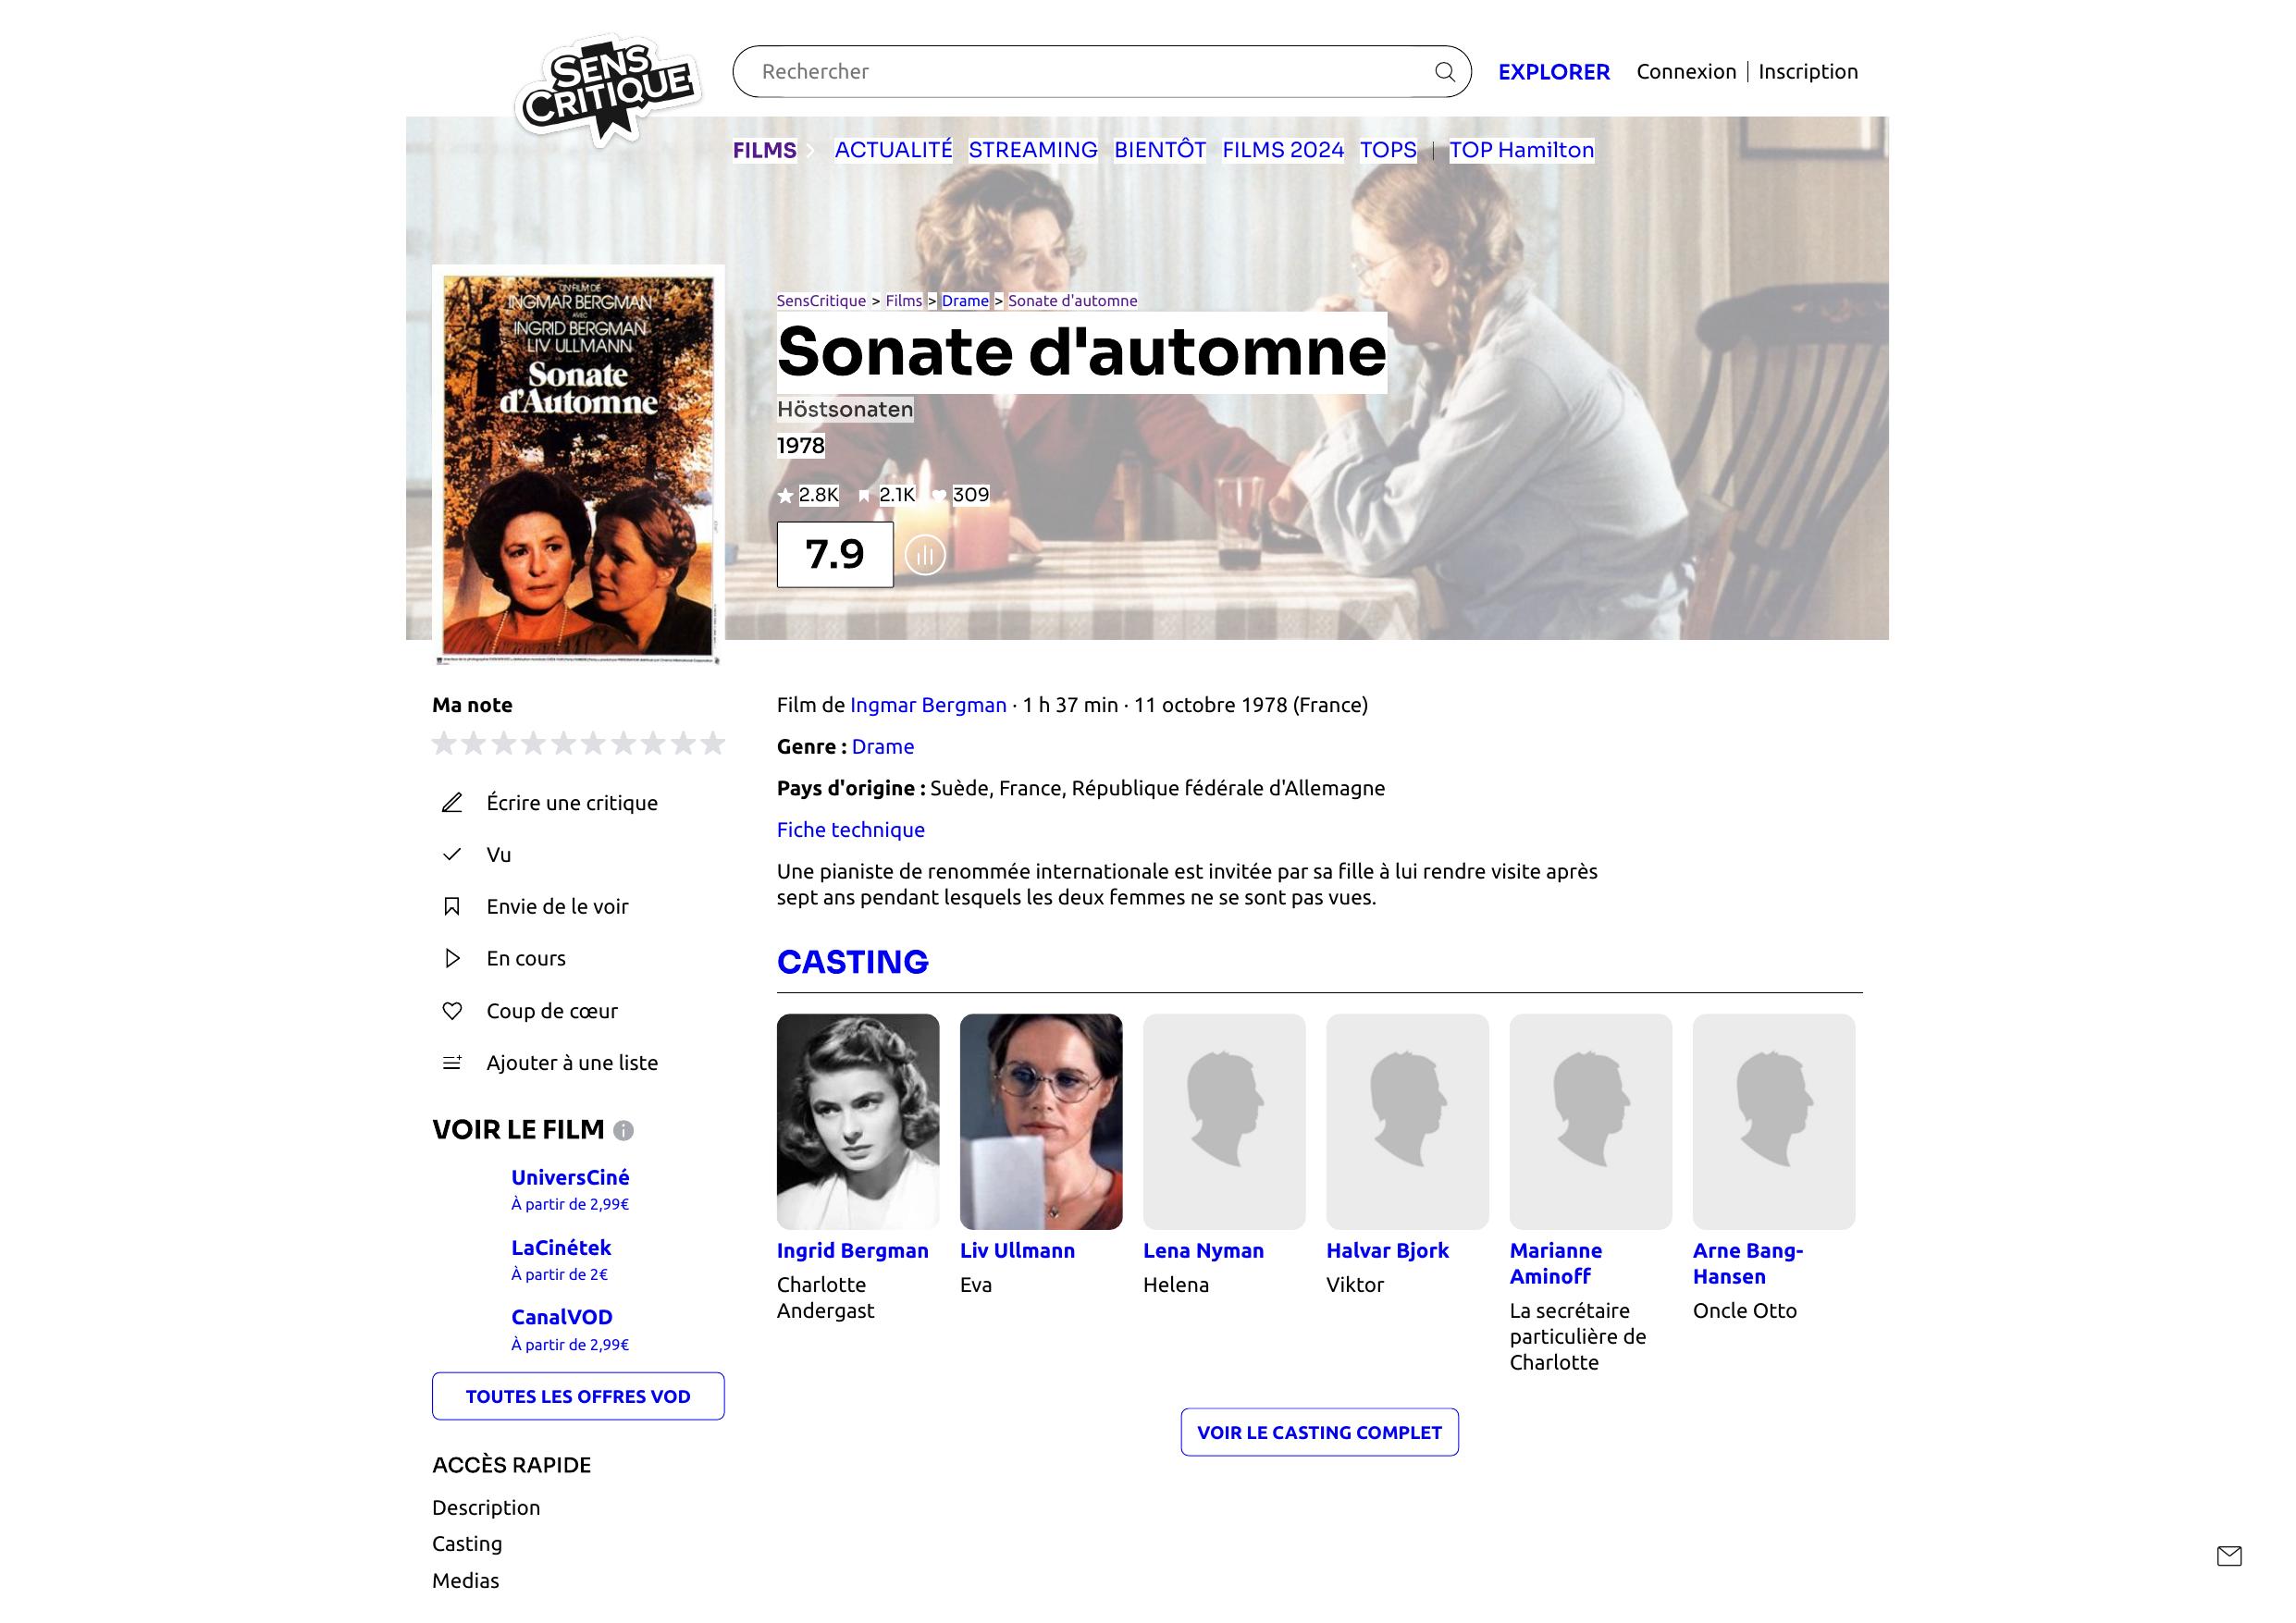 SENS
CRITIQUE
Rechercher
EXPLORER
Connexion | Inscription
FILMS
ACTUALITÉ
STREAMING
BIENTÔT
FILMS 2024
TOPS | TOP Hamilton
SensCritique > Films > Drame > Sonate d'automne
Sonate d'automne
Höstsonaten
1978
2.8K
2.1K
309
7.9
UN FILM DE
INGMAR BERGMAN
AVEC
INGRID BERGMAN
LIV ULLMANN
Sonate
d'Automne
Ma note
Écrire une critique
Vu
Envie de le voir
En cours
Coup de cœur
Ajouter à une liste
VOIR LE FILM
UniversCiné
À partir de 2,99€
LaCinétek
À partir de 2€
CanalVOD
À partir de 2,99€
TOUTES LES OFFRES VOD
ACCÈS RAPIDE
Description
Casting
Medias
Film de Ingmar Bergman · 1 h 37 min · 11 octobre 1978 (France)
Genre : Drame
Pays d'origine : Suède, France, République fédérale d'Allemagne
Fiche technique
Une pianiste de renommée internationale est invitée par sa fille à lui rendre visite après
sept ans pendant lesquels les deux femmes ne se sont pas vues.
CASTING
Ingrid Bergman
Charlotte
Andergast
Liv Ullmann
Eva
Lena Nyman
Helena
Halvar Bjork
Viktor
Marianne
Aminoff
La secrétaire
particulière de
Charlotte
Arne Bang-
Hansen
Oncle Otto
VOIR LE CASTING COMPLET